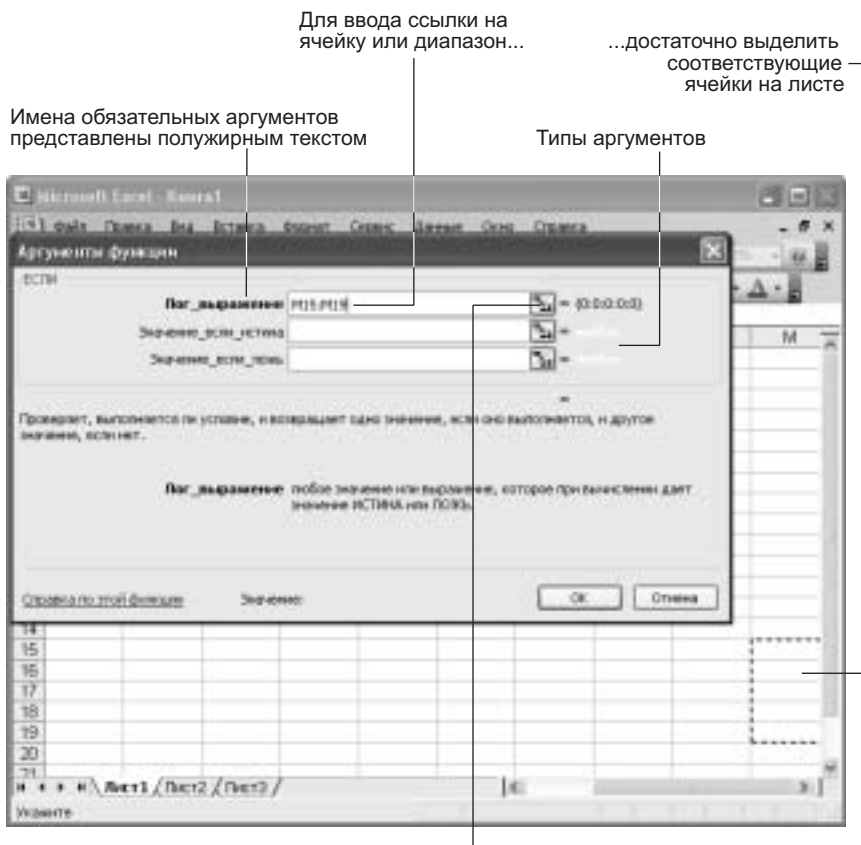 Для ввода ссылки на
ячейку или диапазон...
...достаточно выделить
соответствующие
ячейки на листе
Имена обязательных аргументов
представлены полужирным текстом
Типы аргументов
Microsoft Excel - Книга1
Файл Правка Вид Вставка Формат Сервис Данные Окно Справка
Аргументы функции
ЕСЛИ
Лог_выражение M15:M19 = {0:0:0:0:0}
Значение_если_истина =
Значение_если_ложь =
=
Проверяет, выполняется ли условие, и возвращает одно значение, если оно выполняется, и другое
значение, если нет.
Лог_выражение любое значение или выражение, которое при вычислении дает
значение ИСТИНА или ЛОЖЬ.
Справка по этой функции Значение: OK Отмена
M
14
15
16
17
18
19
20
21
Лист1 / Лист2 / Лист3
Укажите